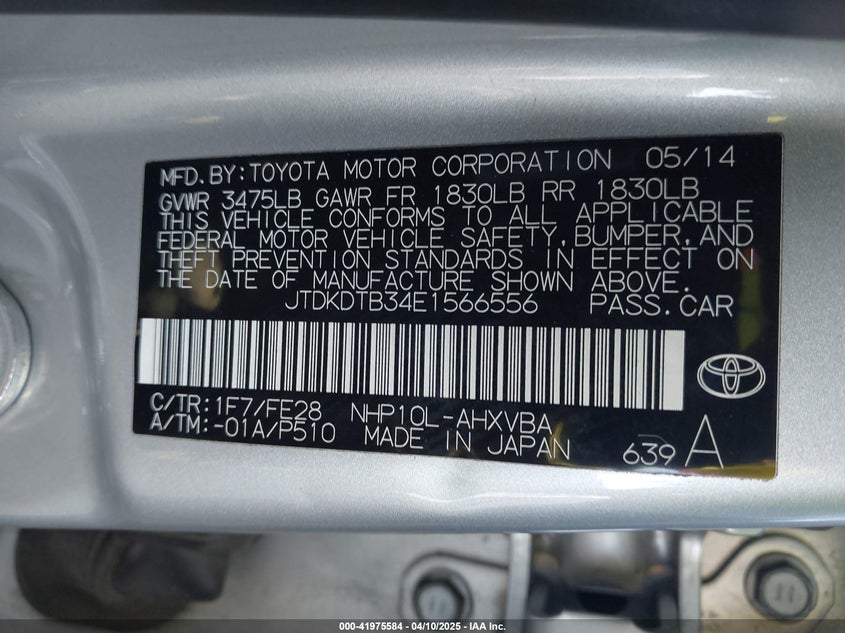 MFD. BY: TOYOTA MOTOR CORPORATION 05/14
GVWR 3475LB GAWR FR 1830LB RR 1830LB
THIS VEHICLE CONFORMS TO ALL APPLICABLE
FEDERAL MOTOR VEHICLE SAFETY, BUMPER, AND
THEFT PREVENTION STANDARDS IN EFFECT ON
THE DATE OF MANUFACTURE SHOWN ABOVE.
JTDKDTB34E1566556 PASS. CAR
C/TR: 1F7/FE28 NHP10L-AHXVBA
A/TM: -01A/P510 MADE IN JAPAN
639 A
000-41975584 - 04/10/2025 - IAA Inc.